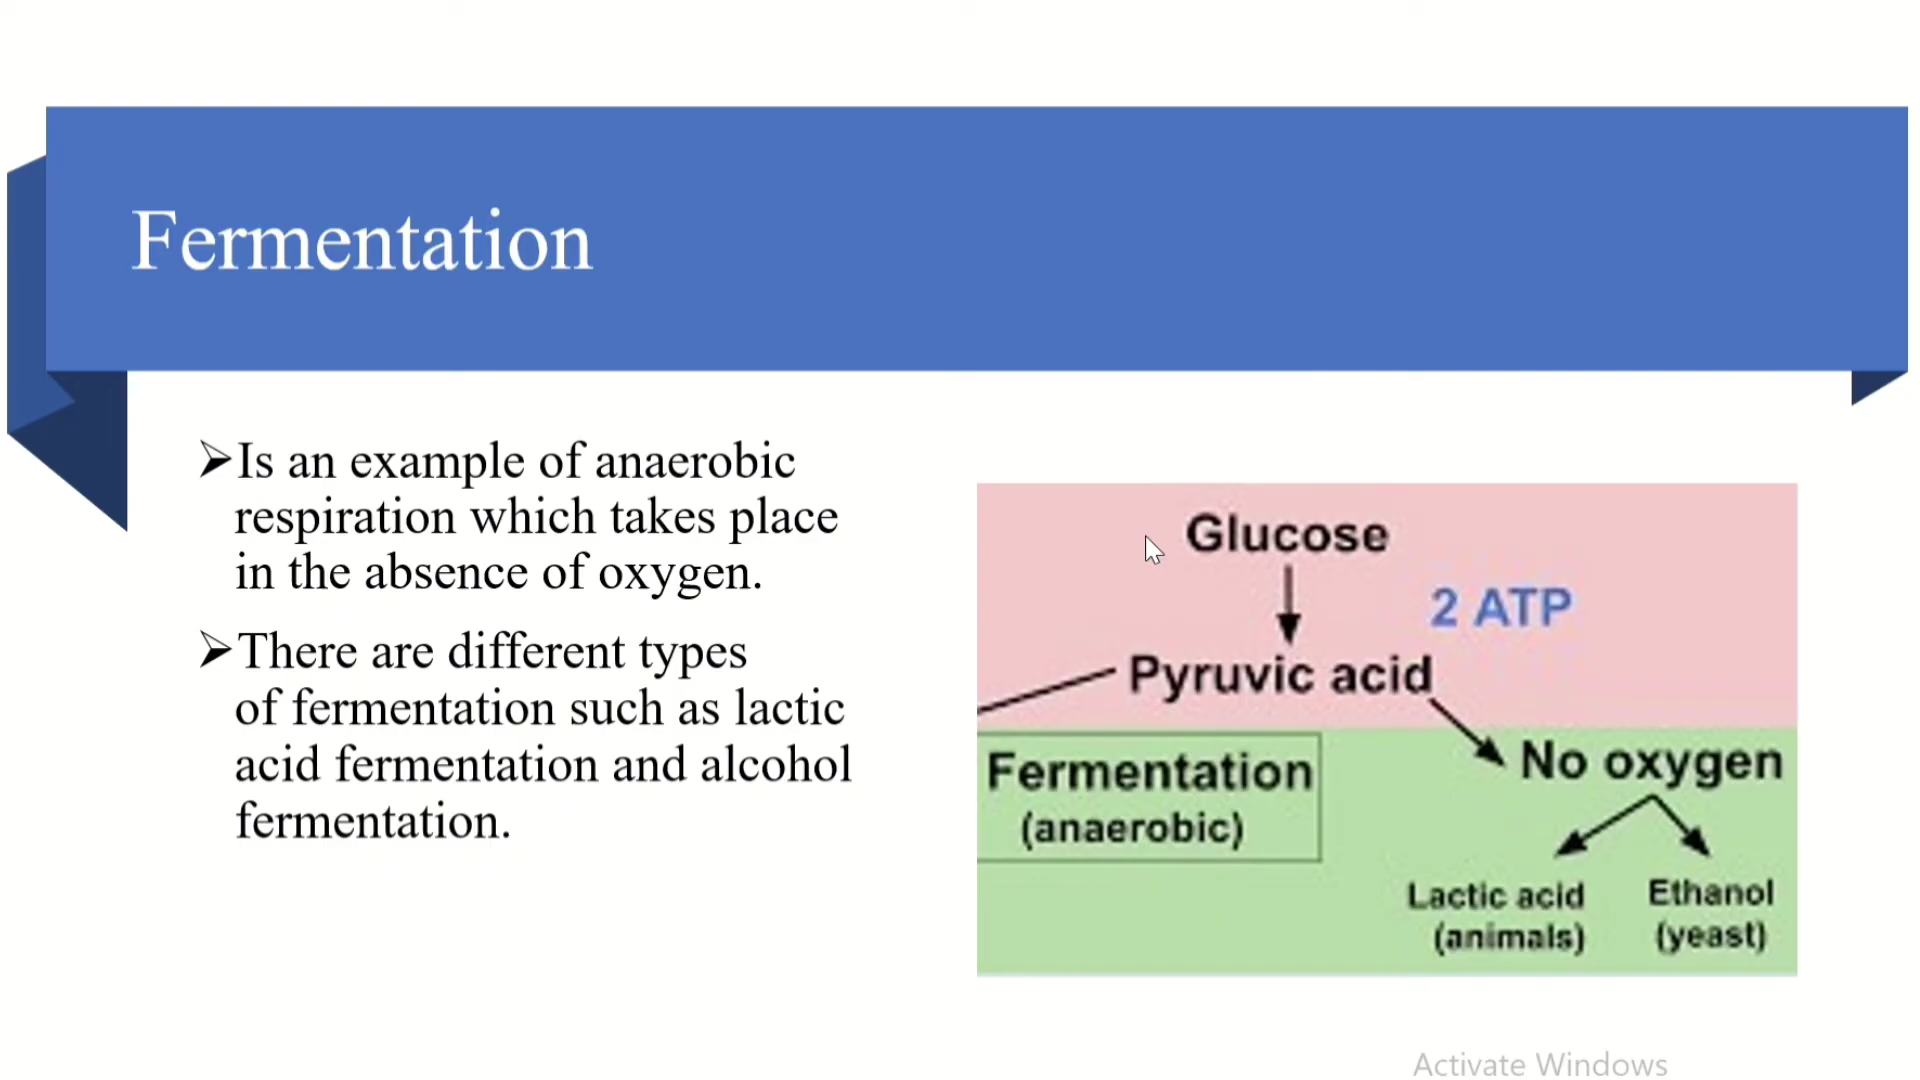 Fermentation
➢Is an example of anaerobic
respiration which takes place
in the absence of oxygen.
➢There are different types
of fermentation such as lactic
acid fermentation and alcohol
fermentation.
Glucose
2 ATP
Pyruvic acid
Fermentation
(anaerobic)
No oxygen
Lactic acid
(animals)
Ethanol
(yeast)
Activate Windows